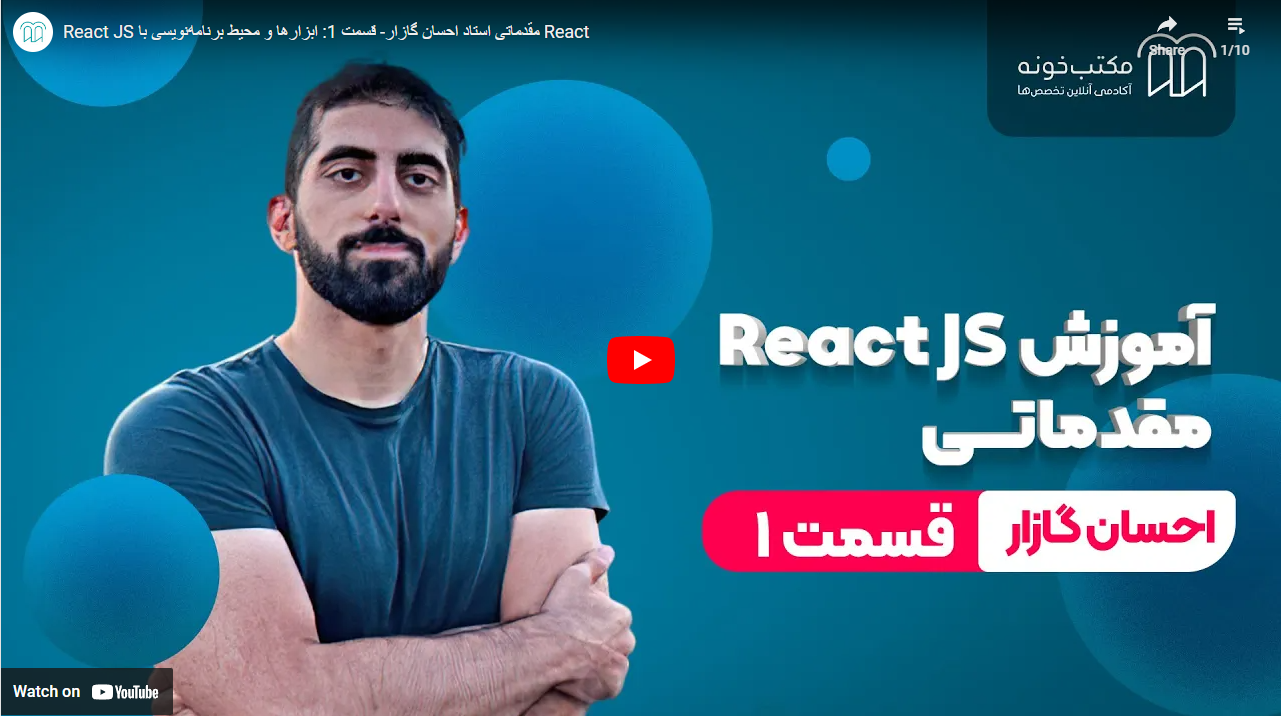 React مقدماتی استاد احسان گازار- قسمت 1: ابزارها و محیط برنامه‌نویسی با React JS
Share
1/10
مکتب‌خونه
آکادمی آنلاین تخصص‌ها
آموزش React JS
مقدماتی
احسان گازار
قسمت ۱
Watch on YouTube